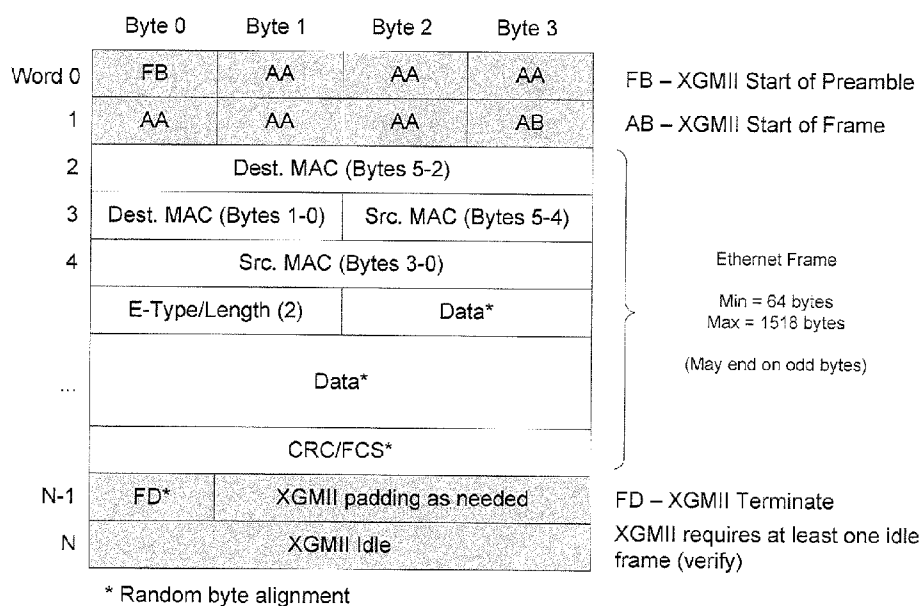 Byte 0 Byte 1 Byte 2 Byte 3
Word 0 FB AA AA AA FB – XGMII Start of Preamble
1 AA AA AA AB AB – XGMII Start of Frame
2 Dest. MAC (Bytes 5-2)
3 Dest. MAC (Bytes 1-0) Src. MAC (Bytes 5-4)
4 Src. MAC (Bytes 3-0)
Ethernet Frame
E-Type/Length (2) Data*
Min = 64 bytes
Max = 1518 bytes
(May end on odd bytes)
... Data*
CRC/FCS*
N-1 FD* XGMII padding as needed FD – XGMII Terminate
N XGMII Idle XGMII requires at least one idle
frame (verify)
* Random byte alignment